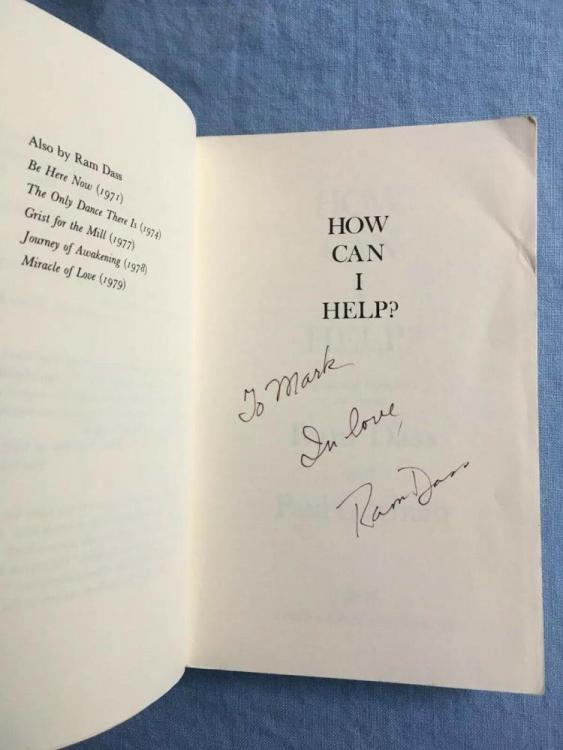 Also by Ram Dass
Be Here Now (1971)
The Only Dance There Is (1974)
Grist for the Mill (1977)
Journey of Awakening (1978)
Miracle of Love (1979)
HOW
CAN
I
HELP?
To Mark
In love,
Ram Dass